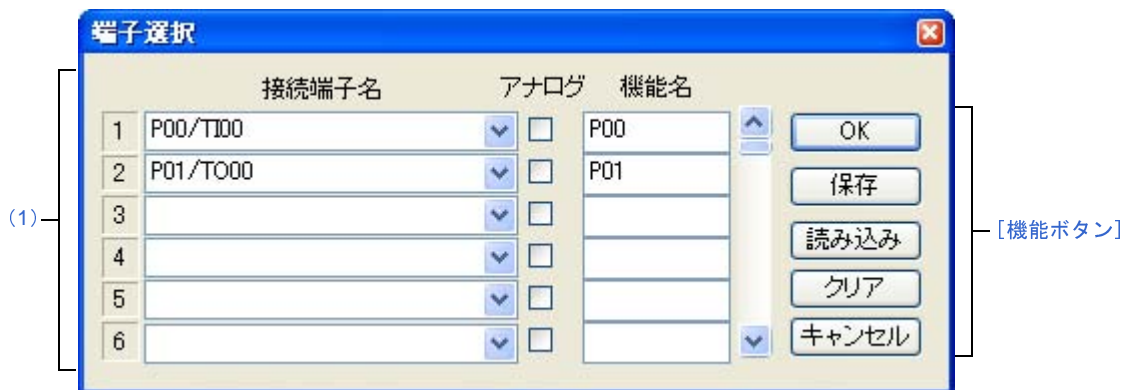 端子選択
接続端子名 アナログ 機能名
1 P00/TI00 P00 OK
2 P01/TO00 P01 保存
3
(1) 読み込み [機能ボタン]
4
5 クリア
6 キャンセル